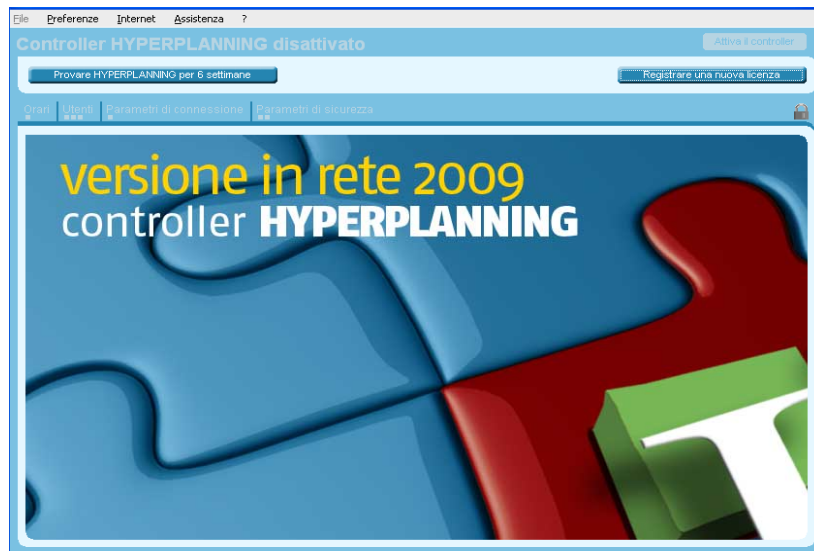 File Preferenze Internet Assistenza ?
Controller HYPERPLANNING disattivato
Attiva il controller
Provare HYPERPLANNING per 6 settimane
Registrare una nuova licenza
Orari Utenti Parametri di connessione Parametri di sicurezza
versione in rete 2009
controller HYPERPLANNING